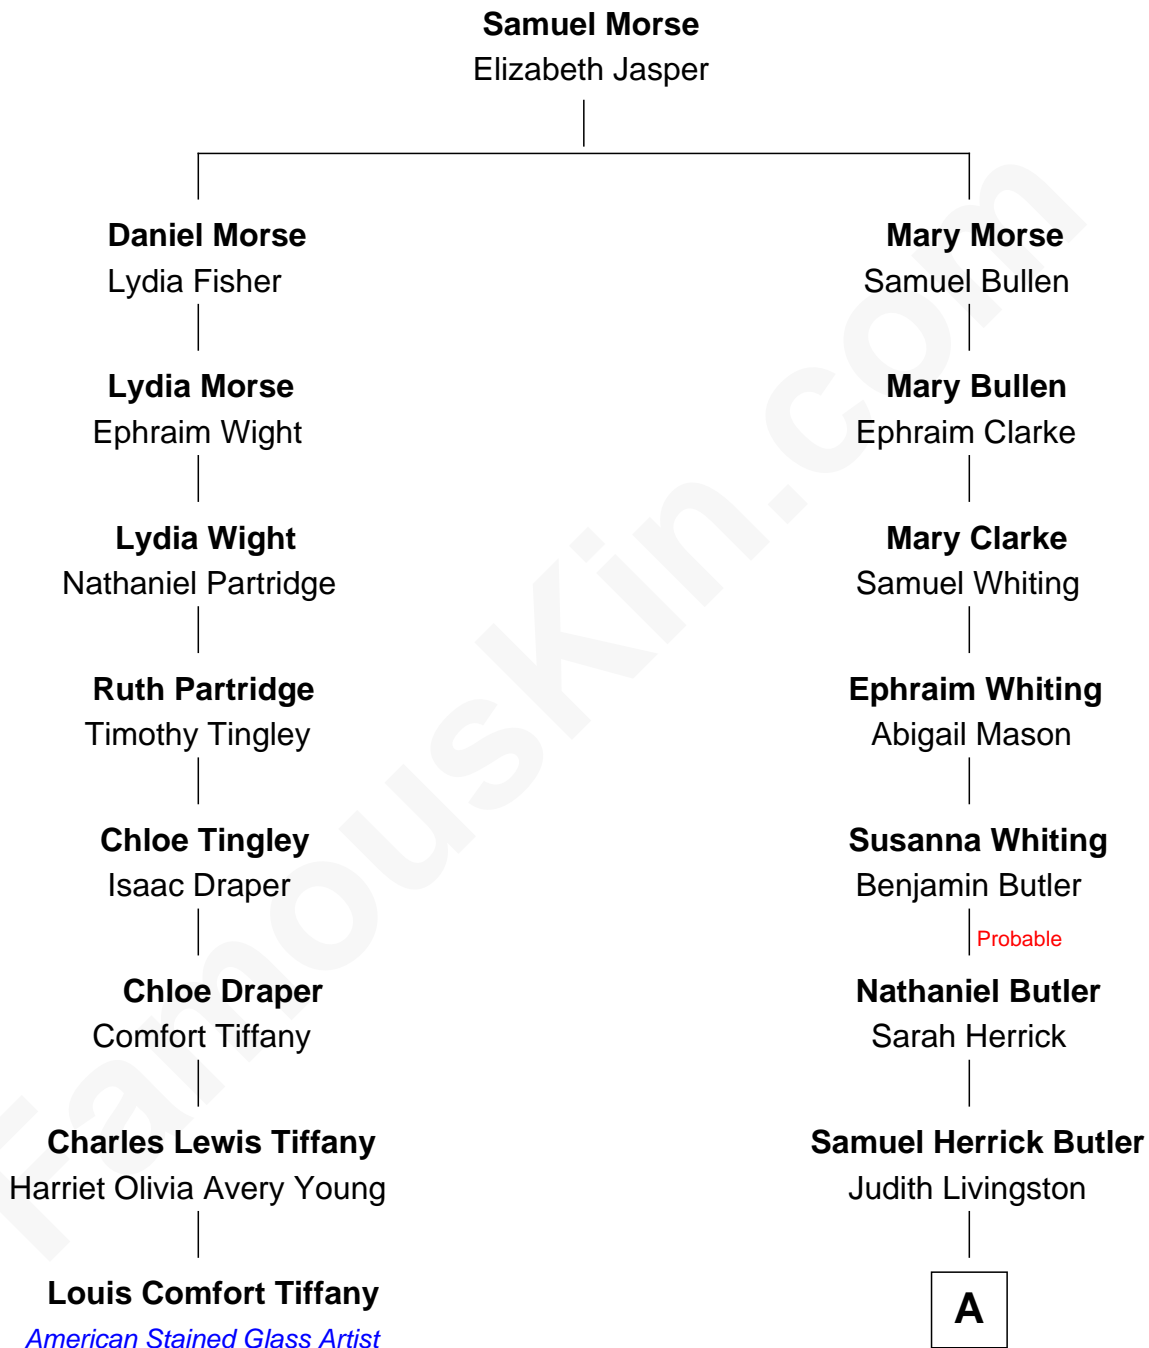 Samuel Morse
Elizabeth Jasper
Daniel Morse
Lydia Fisher
Mary Morse
Samuel Bullen
Lydia Morse
Ephraim Wight
Mary Bullen
Ephraim Clarke
Lydia Wight
Nathaniel Partridge
Mary Clarke
Samuel Whiting
Ruth Partridge
Timothy Tingley
Ephraim Whiting
Abigail Mason
Chloe Tingley
Isaac Draper
Susanna Whiting
Benjamin Butler
Probable
Chloe Draper
Comfort Tiffany
Nathaniel Butler
Sarah Herrick
Charles Lewis Tiffany
Harriet Olivia Avery Young
Samuel Herrick Butler
Judith Livingston
Louis Comfort Tiffany
American Stained Glass Artist
A
FamousKin.com